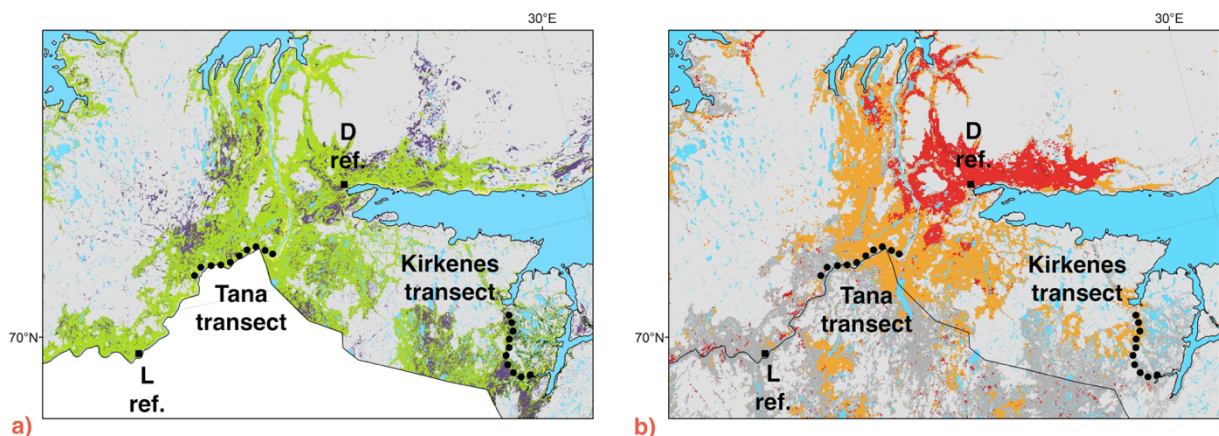 30°E
30°E
D
ref.
Kirkenes
transect
Tana
transect
70°N
L
ref.
a)
D
ref.
Kirkenes
transect
Tana
transect
70°N
L
ref.
b)